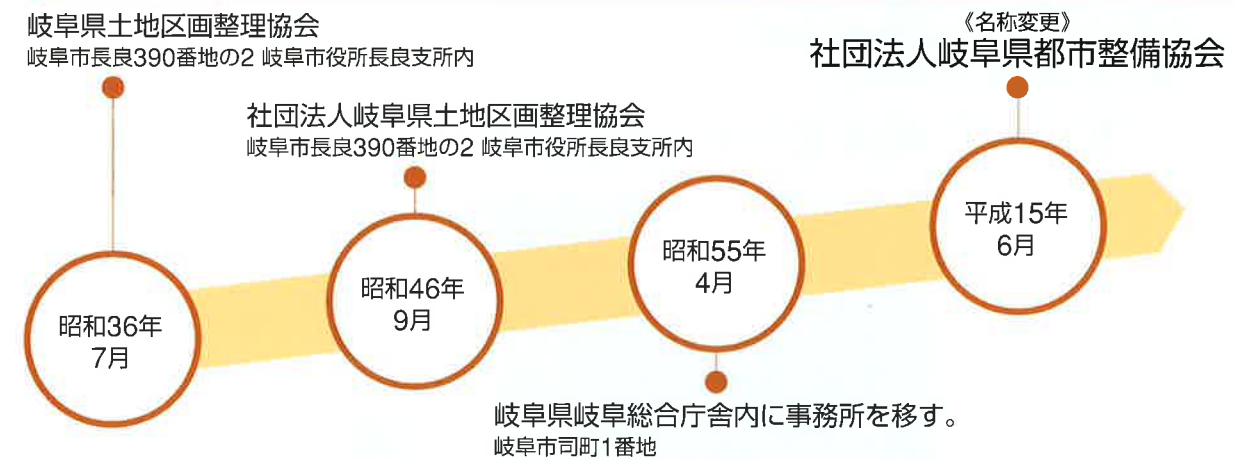 岐阜県土地区画整理協会
岐阜市長良390番地の2 岐阜市役所長良支所内
昭和36年
7月
社団法人岐阜県土地区画整理協会
岐阜市長良390番地の2 岐阜市役所長良支所内
昭和46年
9月
昭和55年
4月
岐阜県岐阜総合庁舎内に事務所を移す。
岐阜市司町1番地
《名称変更》
社団法人岐阜県都市整備協会
平成15年
6月